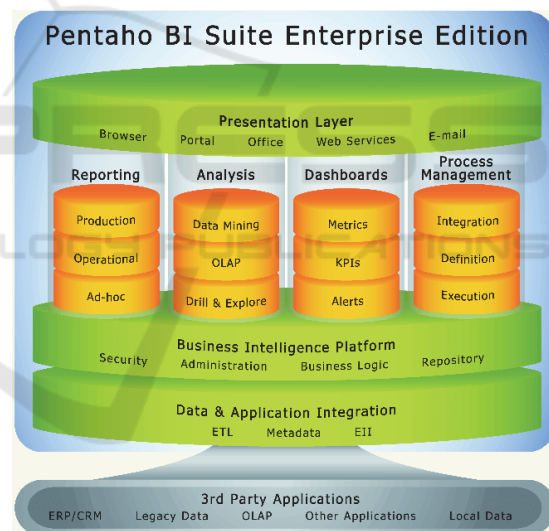 Pentaho BI Suite Enterprise Edition
Presentation Layer
Browser Portal Office Web Services E-mail
Reporting Analysis Dashboards Process Management
Production Data Mining Metrics Integration
Operational OLAP KPIs Definition
Ad-hoc Drill & Explore Alerts Execution
Business Intelligence Platform
Security Administration Business Logic Repository
Data & Application Integration
ETL Metadata EII
3rd Party Applications
ERP/CRM Legacy Data OLAP Other Applications Local Data